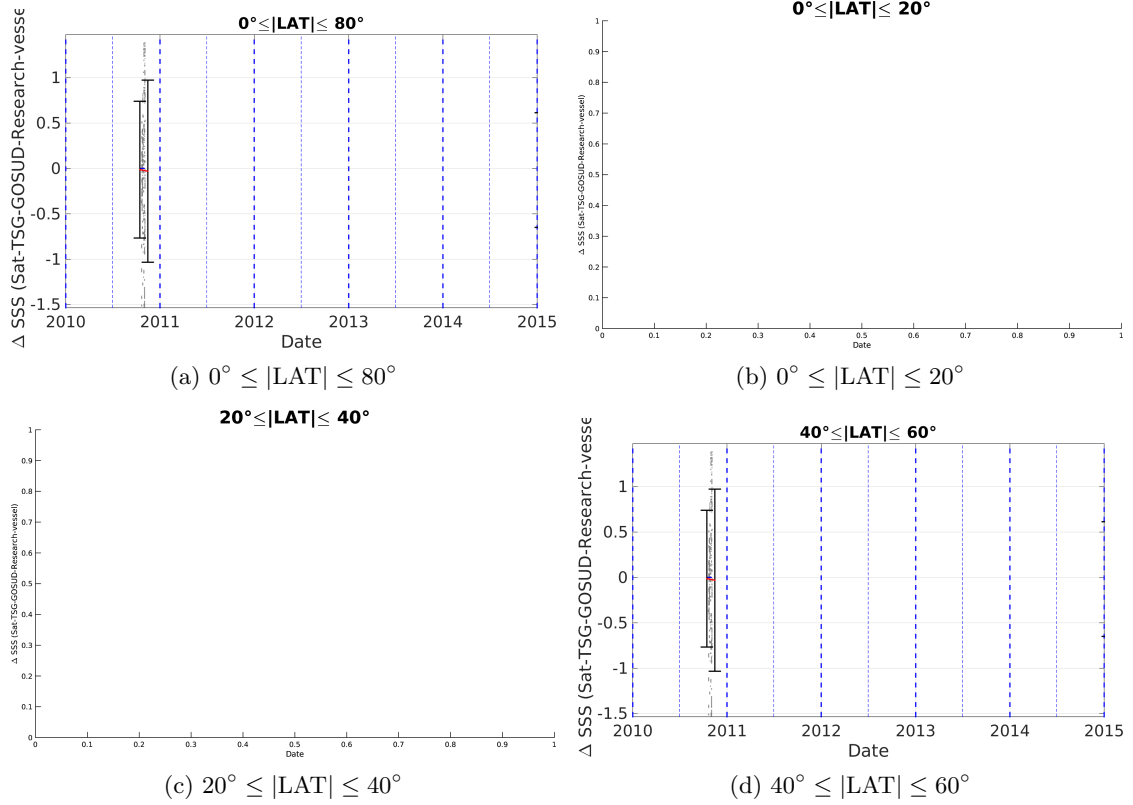 0°≤|LAT|≤ 80°
Δ SSS (Sat-TSG-GOSUD-Research-vesse
1
0.5
0
-0.5
-1
-1.5
2010 2011 2012 2013 2014 2015
Date
(a) 0° ≤ |LAT| ≤ 80°
0°≤|LAT|≤ 20°
Δ SSS (Sat-TSG-GOSUD-Research-vessel)
1
0.9
0.8
0.7
0.6
0.5
0.4
0.3
0.2
0.1
0
0 0.1 0.2 0.3 0.4 0.5 0.6 0.7 0.8 0.9 1
Date
(b) 0° ≤ |LAT| ≤ 20°
20°≤|LAT|≤ 40°
Δ SSS (Sat-TSG-GOSUD-Research-vessel)
1
0.9
0.8
0.7
0.6
0.5
0.4
0.3
0.2
0.1
0
0 0.1 0.2 0.3 0.4 0.5 0.6 0.7 0.8 0.9 1
Date
(c) 20° ≤ |LAT| ≤ 40°
40°≤|LAT|≤ 60°
Δ SSS (Sat-TSG-GOSUD-Research-vesse
1
0.5
0
-0.5
-1
-1.5
2010 2011 2012 2013 2014 2015
Date
(d) 40° ≤ |LAT| ≤ 60°